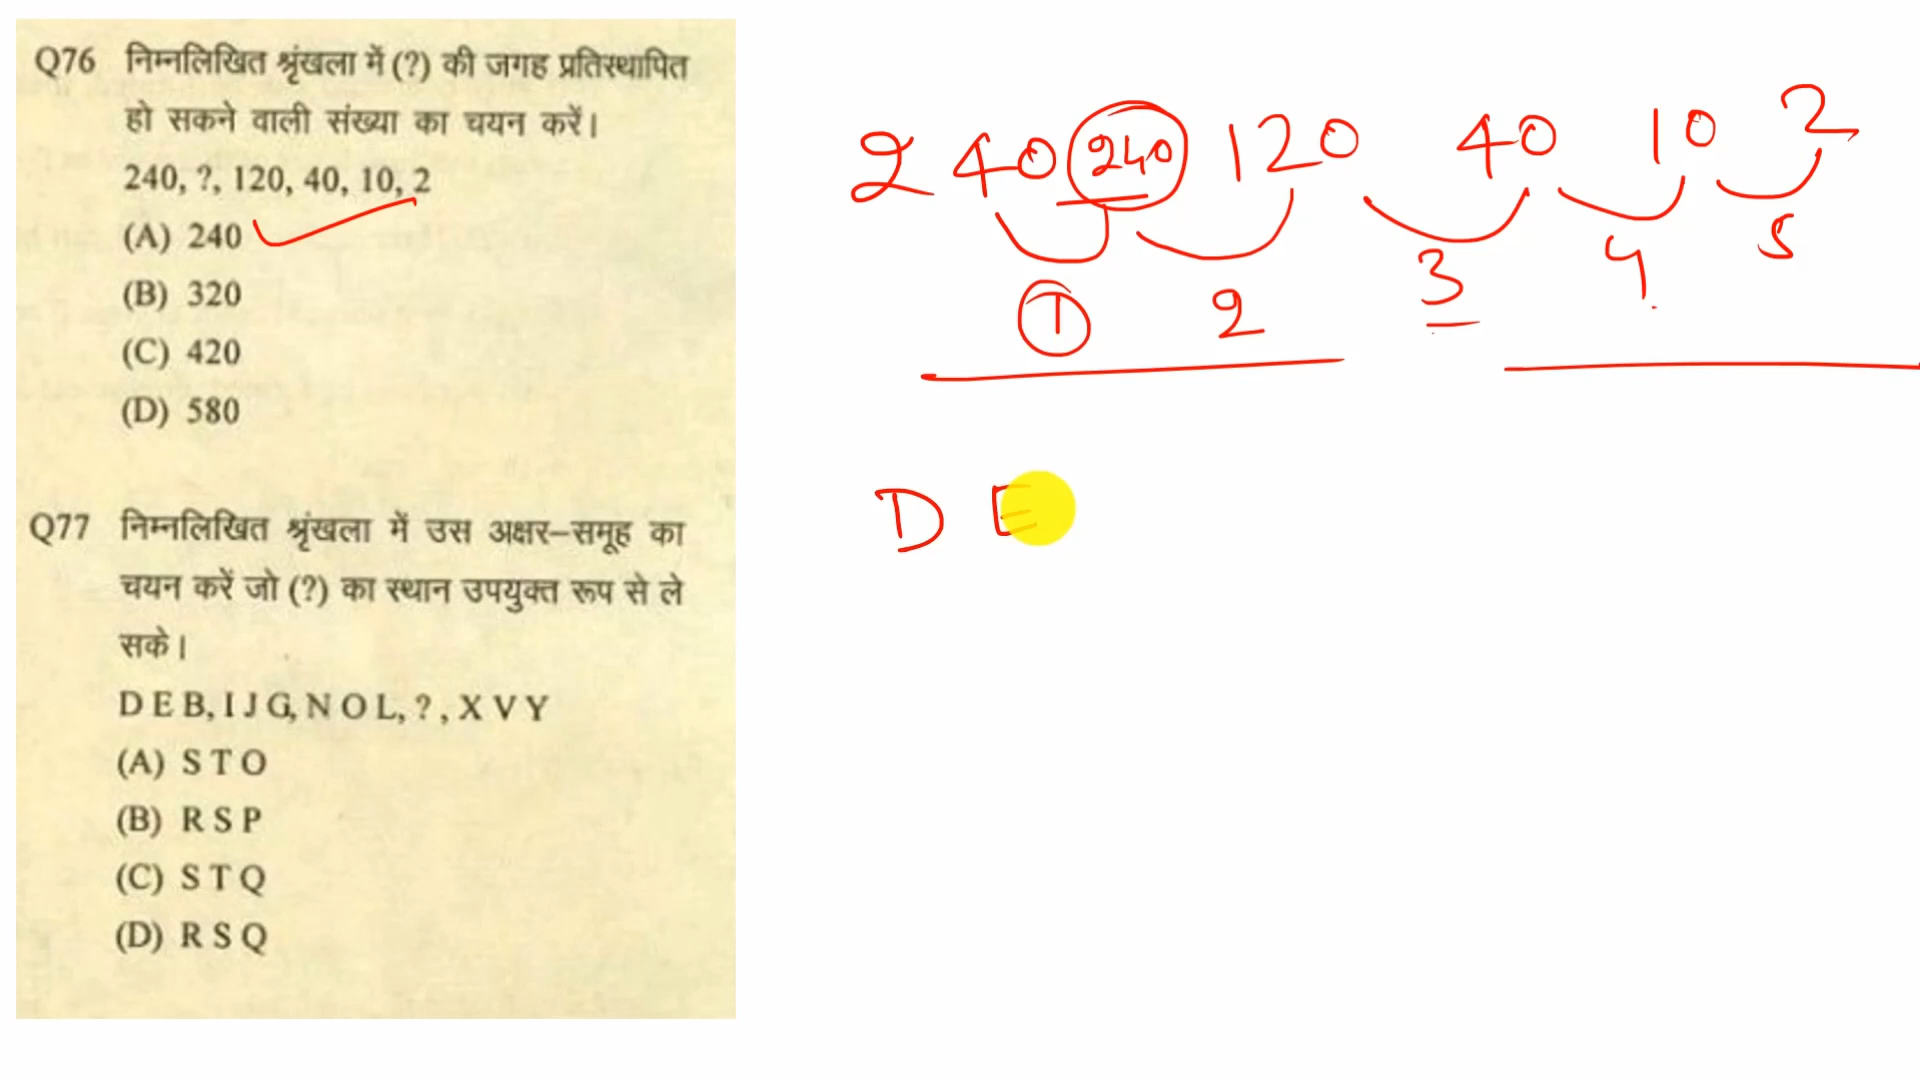 Q76 निम्नलिखित श्रृंखला में (?) की जगह प्रतिस्थापित
हो सकने वाली संख्या का चयन करें।
240, ?, 120, 40, 10, 2
(A) 240
(B) 320
(C) 420
(D) 580
Q77 निम्नलिखित श्रृंखला में उस अक्षर–समूह का
चयन करें जो (?) का स्थान उपयुक्त रूप से ले
सके।
D E B, I J G, N O L, ? , X V Y
(A) S T O
(B) R S P
(C) S T Q
(D) R S Q
240 240 120 40 10 2
1 2 3 4 5
D E